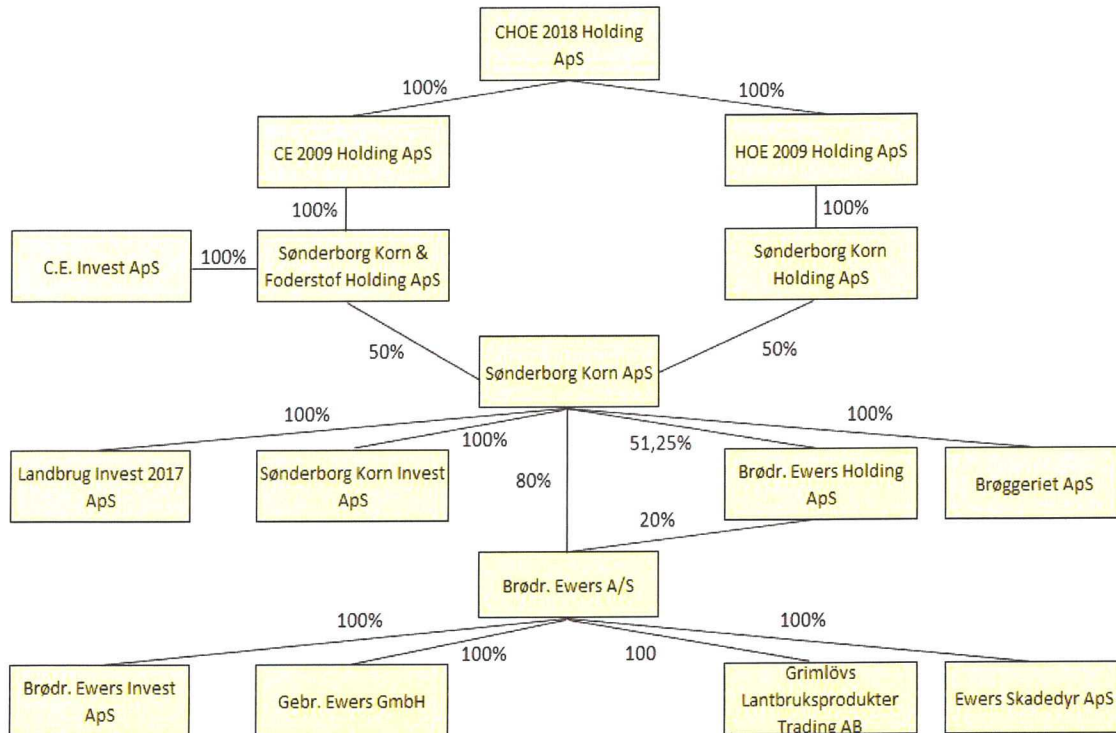 CHOE 2018 Holding
ApS
100%
100%
CE 2009 Holding ApS
HOE 2009 Holding ApS
100%
100%
C.E. Invest ApS
100%
Sønderborg Korn &
Foderstof Holding ApS
Sønderborg Korn
Holding ApS
50%
50%
Sønderborg Korn ApS
100%
100%
51,25%
100%
80%
Landbrug Invest 2017
ApS
Sønderborg Korn Invest
ApS
Brødr. Ewers Holding
ApS
Brøggeriet ApS
20%
Brødr. Ewers A/S
100%
100%
100
100%
Brødr. Ewers Invest
ApS
Gebr. Ewers GmbH
Grimlövs
Lantbruksprodukter
Trading AB
Ewers Skadedyr ApS